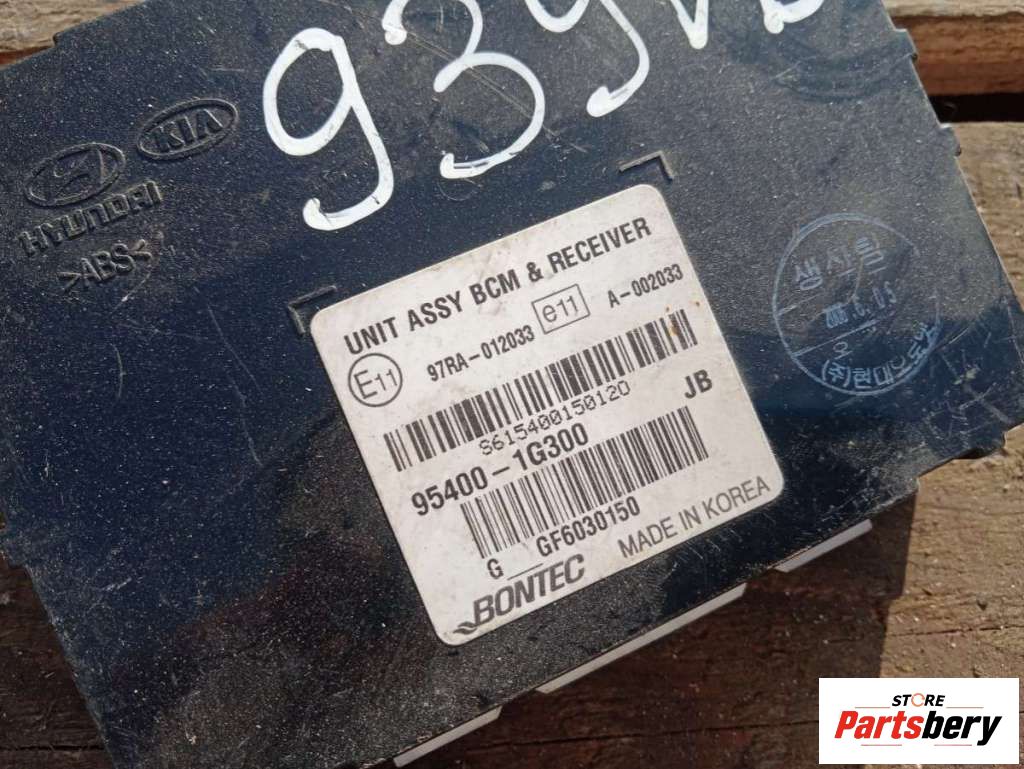 939
KIA
HYUNDAI
>ABS<
UNIT ASSY BCM & RECEIVER
E11 97RA-012033 e11 A-002033
S615400150120
95400-1G300 JB
G__GF6030150
BONTEC MADE IN KOREA
STORE
Partsbery